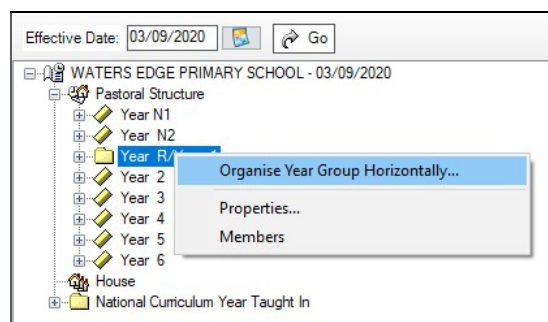 Effective Date: 03/09/2020 Go
WATERS EDGE PRIMARY SCHOOL - 03/09/2020
Pastoral Structure
Year N1
Year N2
Year R/
Organise Year Group Horizontally...
Year 2
Year 3
Properties...
Year 4
Year 5
Members
Year 6
House
National Curriculum Year Taught In